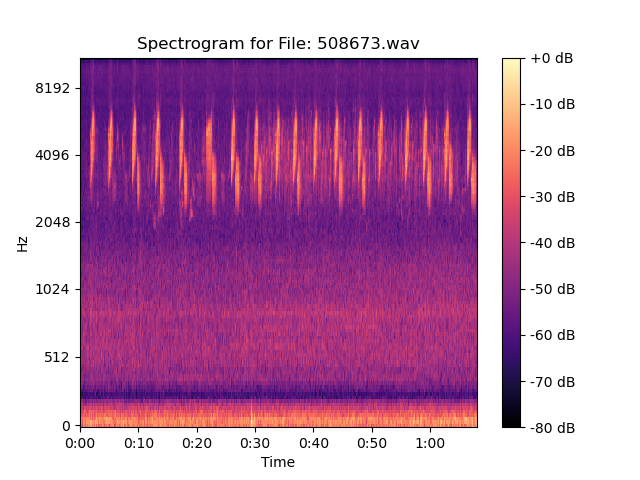 Spectrogram for File: 508673.wav
8192
4096
2048
1024
512
0
Hz
0:00
0:10
0:20
0:30
0:40
0:50
1:00
Time
+0 dB
-10 dB
-20 dB
-30 dB
-40 dB
-50 dB
-60 dB
-70 dB
-80 dB